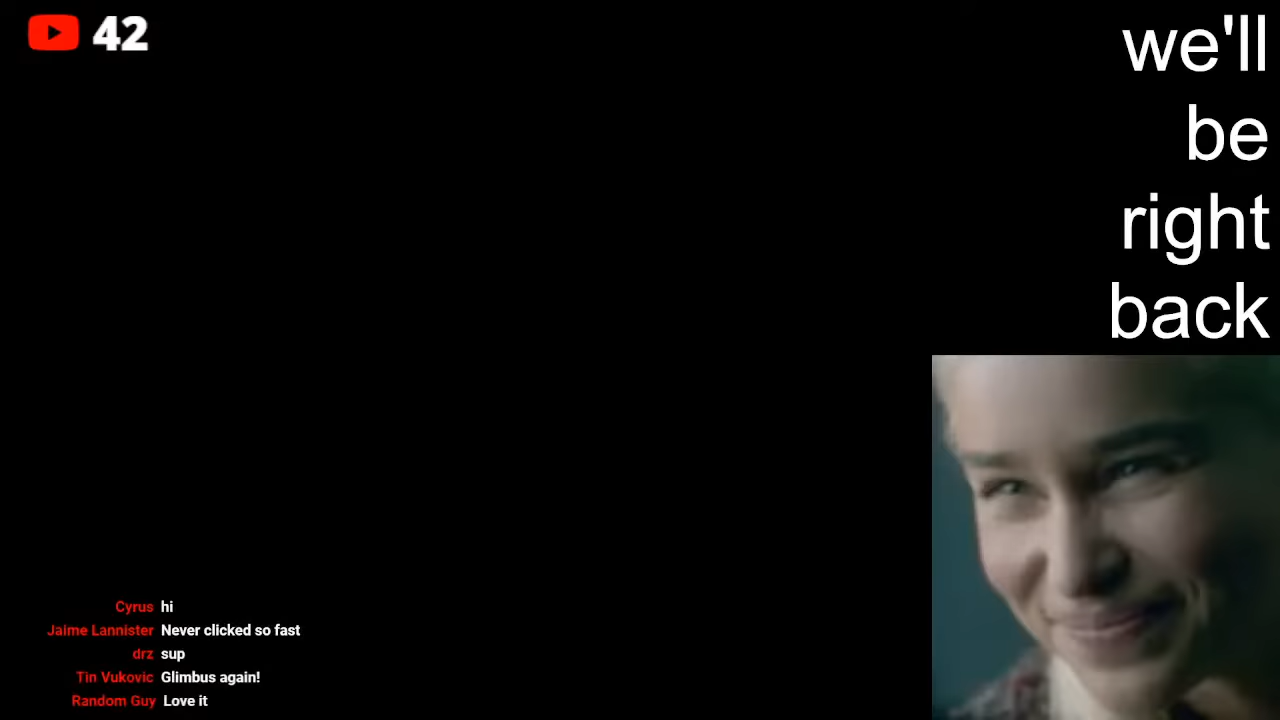 42
we'll
be
right
back
Cyrus hi
Jaime Lannister Never clicked so fast
drz sup
Tin Vukovic Glimbus again!
Random Guy Love it